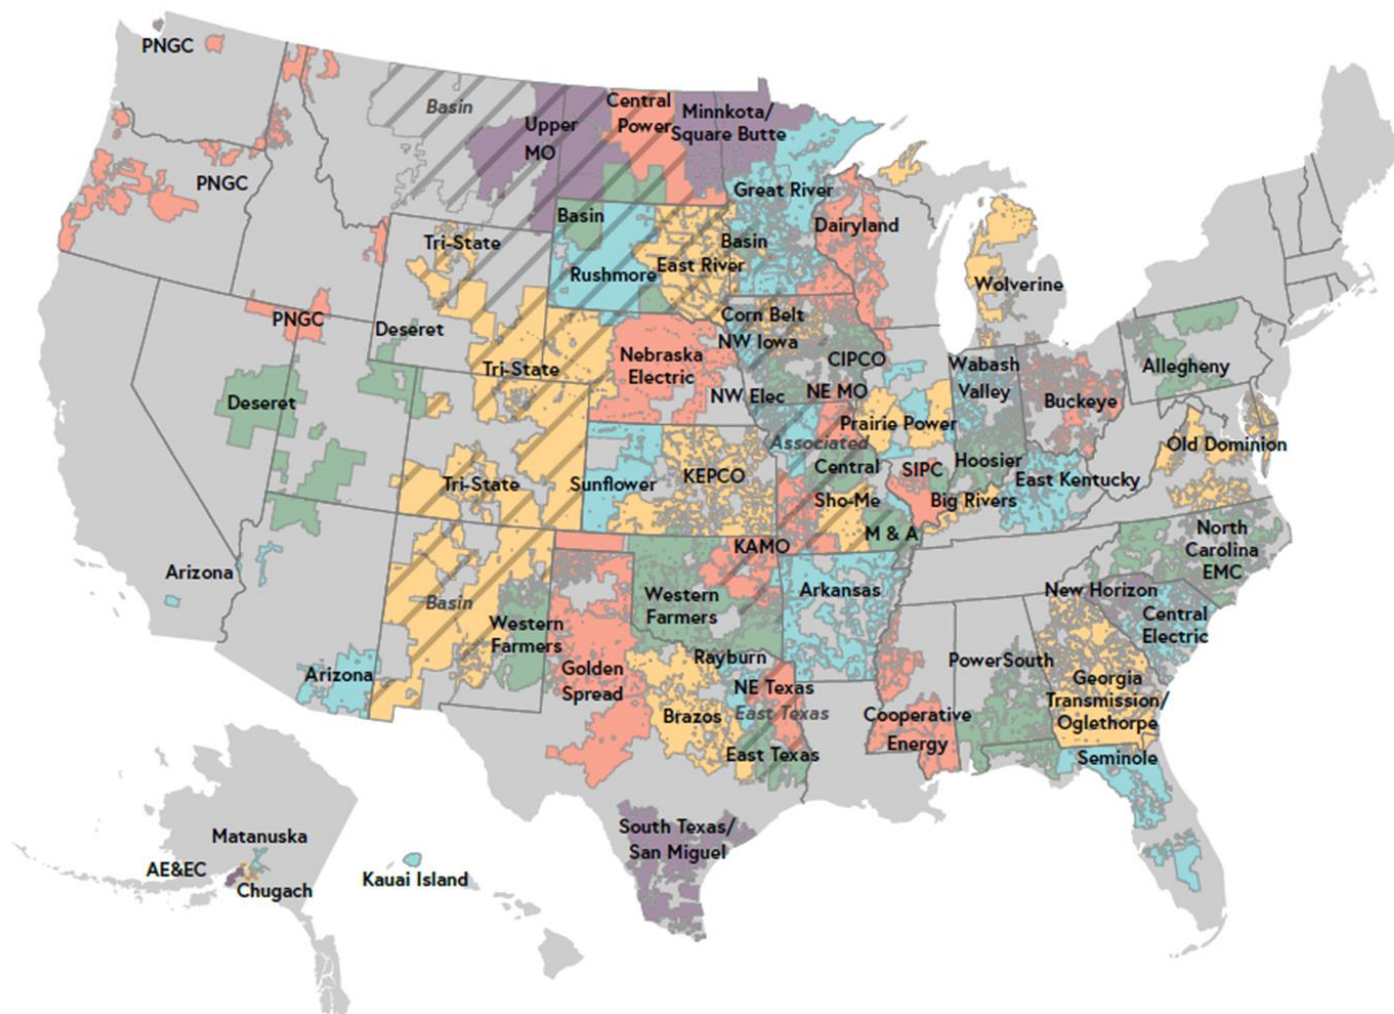 PNGC
PNGC
PNGC
Basin
Upper
MO
Central
Power
Minnkota/
Square Butte
Great River
Dairyland
Basin
Rushmore
Basin
East River
Tri-State
Tri-State
Tri-State
Deseret
Deseret
Nebraska
Electric
Corn Belt
NW Iowa
CIPCO
NW Elec
NE MO
Associated
Wolverine
Wabash
Valley
Prairie Power
Buckeye
Allegheny
Old Dominion
Sunflower
KEPCO
Central
Sho-Me
M & A
SIPC
Hoosier
Big Rivers
East Kentucky
KAMO
North
Carolina
EMC
New Horizon
Central
Electric
Arizona
Arizona
Basin
Western
Farmers
Western
Farmers
Golden
Spread
Arkansas
Rayburn
NE Texas
East Texas
Brazos
East Texas
Cooperative
Energy
PowerSouth
Georgia
Transmission/
Oglethorpe
Seminole
South Texas/
San Miguel
Matanuska
AE&EC
Chugach
Kauai Island